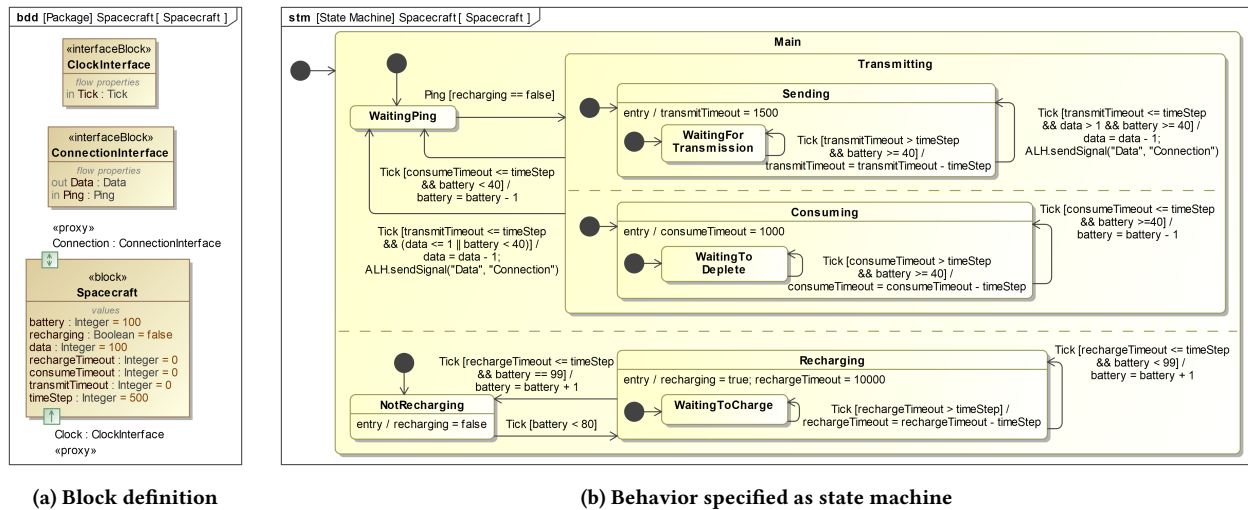 bdd [Package] Spacecraft [ Spacecraft ]
«interfaceBlock»
ClockInterface
flow properties
in Tick : Tick
«interfaceBlock»
ConnectionInterface
flow properties
out Data : Data
in Ping : Ping
«proxy»
Connection : ConnectionInterface
«block»
Spacecraft
values
battery : Integer = 100
recharging : Boolean = false
data : Integer = 100
rechargeTimeout : Integer = 0
consumeTimeout : Integer = 0
transmitTimeout : Integer = 0
timeStep : Integer = 500
Clock : ClockInterface
«proxy»
(a) Block definition
stm [State Machine] Spacecraft [ Spacecraft ]
Main
WaitingPing
Ping [recharging == false]
Transmitting
Sending
entry / transmitTimeout = 1500
WaitingFor
Transmission
Tick [transmitTimeout > timeStep
&& battery >= 40] /
transmitTimeout = transmitTimeout - timeStep
Tick [transmitTimeout <= timeStep
&& data > 1 && battery >= 40] /
data = data - 1;
ALH.sendSignal("Data", "Connection")
Tick [consumeTimeout <= timeStep
&& battery < 40] /
battery = battery - 1
Tick [transmitTimeout <= timeStep
&& (data <= 1 || battery < 40)] /
data = data - 1;
ALH.sendSignal("Data", "Connection")
Consuming
entry / consumeTimeout = 1000
WaitingTo
Deplete
Tick [consumeTimeout > timeStep
&& battery >= 40] /
consumeTimeout = consumeTimeout - timeStep
Tick [consumeTimeout <= timeStep
&& battery >=40] /
battery = battery - 1
NotRecharging
entry / recharging = false
Tick [rechargeTimeout <= timeStep
&& battery == 99] /
battery = battery + 1
Tick [battery < 80]
Recharging
entry / recharging = true; rechargeTimeout = 10000
WaitingToCharge
Tick [rechargeTimeout > timeStep] /
rechargeTimeout = rechargeTimeout - timeStep
Tick [rechargeTimeout <= timeStep
&& battery < 99] /
battery = battery + 1
(b) Behavior specified as state machine